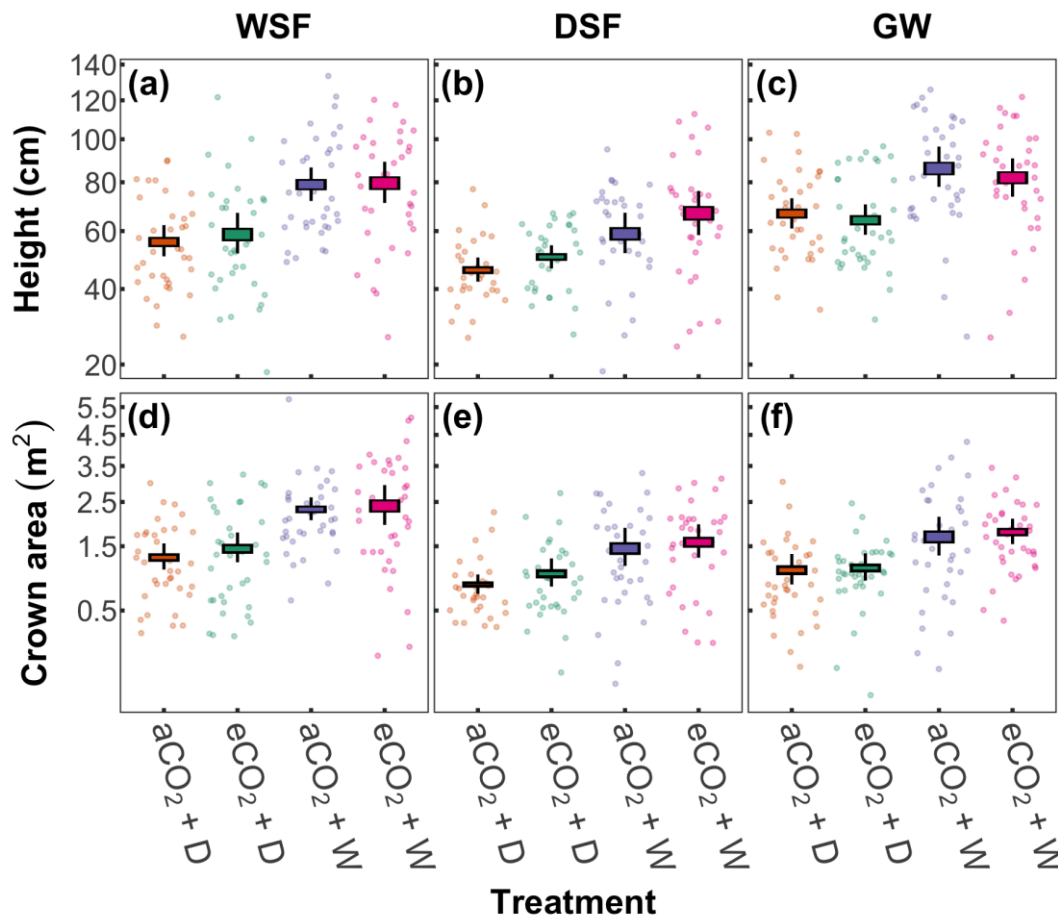 WSF DSF GW
Height (cm)
140
120
100
80
60
40
20
(a) (b) (c)
Crown area (m²)
5.5
4.5
3.5
2.5
1.5
0.5
(d) (e) (f)
aCO₂ + D
eCO₂ + D
aCO₂ + W
eCO₂ + W
aCO₂ + D
eCO₂ + D
aCO₂ + W
eCO₂ + W
aCO₂ + D
eCO₂ + D
aCO₂ + W
eCO₂ + W
Treatment